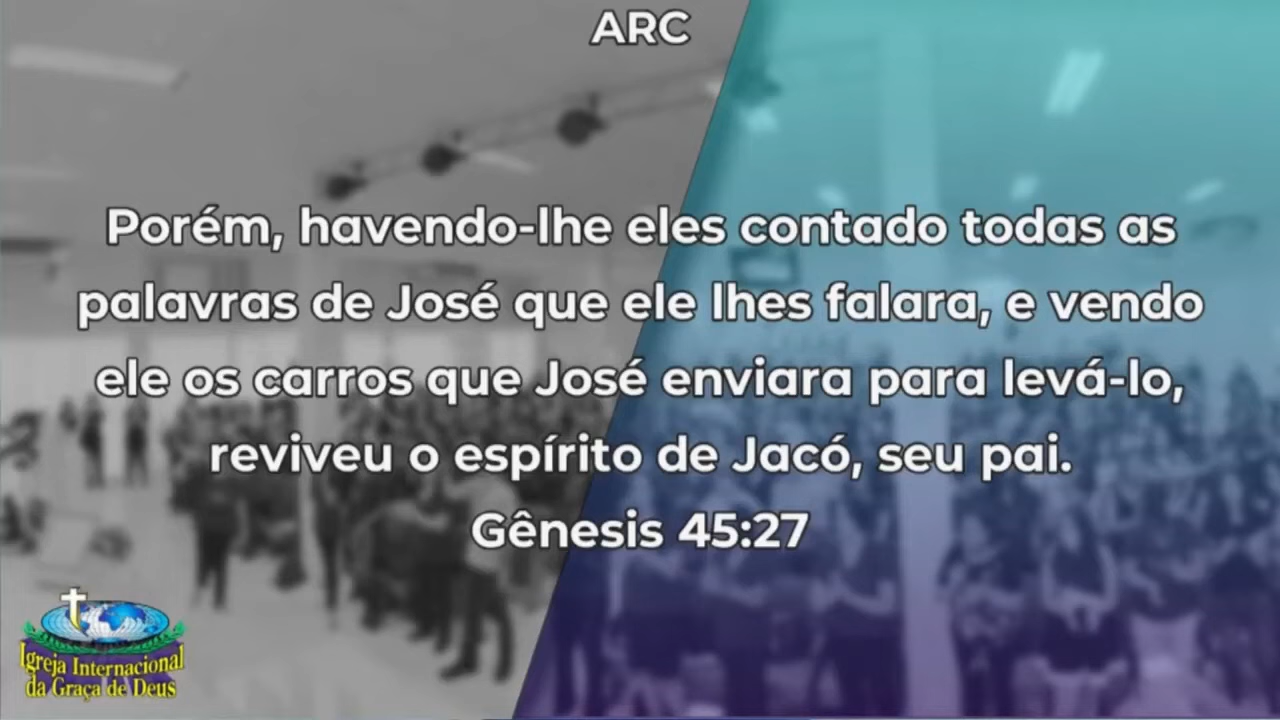 ARC
Porém, havendo-lhe eles contado todas as
palavras de José que ele lhes falara, e vendo
ele os carros que José enviara para levá-lo,
reviveu o espírito de Jacó, seu pai.
Gênesis 45:27
Igreja Internacional
da Graça de Deus